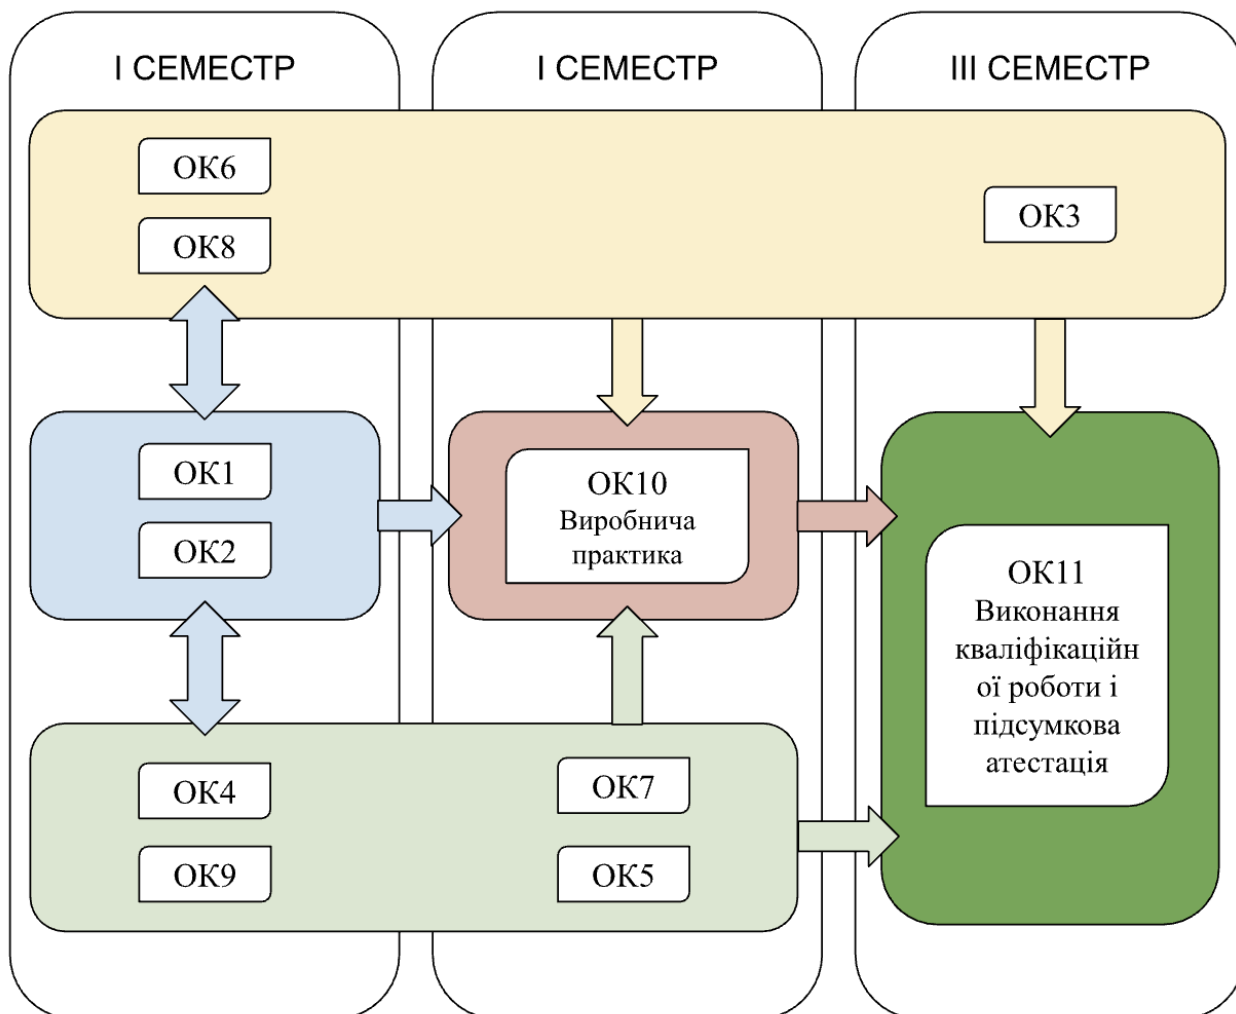 І СЕМЕСТР
І СЕМЕСТР
ІІІ СЕМЕСТР
ОК6
ОК8
ОК3
ОК1
ОК2
ОК10
Виробнича
практика
ОК11
Виконання
кваліфікаційн
ої роботи і
підсумкова
атестація
ОК4
ОК9
ОК7
ОК5